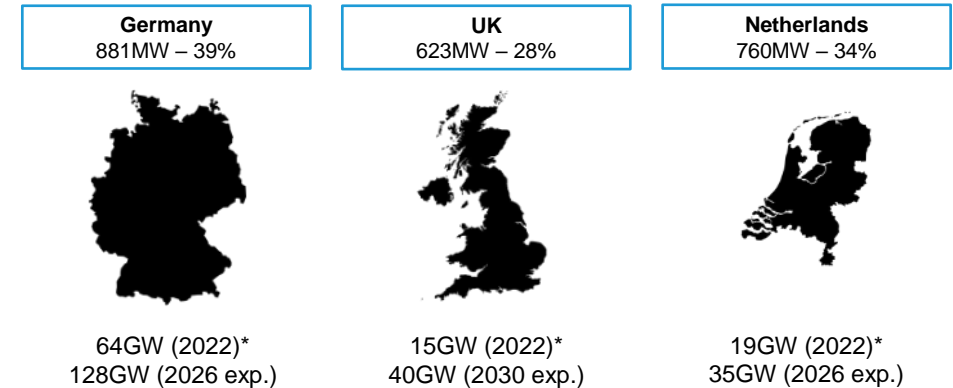 Germany
881MW – 39%
UK
623MW – 28%
Netherlands
760MW – 34%
64GW (2022)*
128GW (2026 exp.)
15GW (2022)*
40GW (2030 exp.)
19GW (2022)*
35GW (2026 exp.)